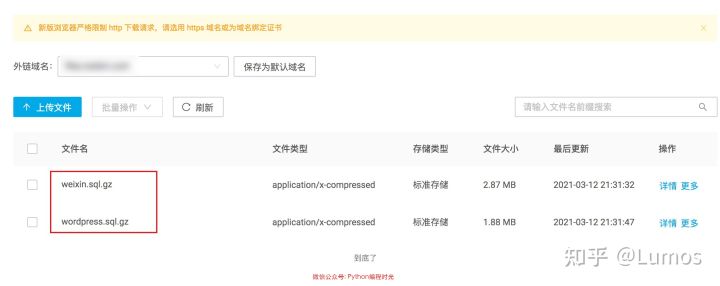 新版浏览器严格限制 http 下载请求，请选用 https 域名或为域名绑定证书
外链域名： 保存为默认域名
上传文件 批量操作 刷新 请输入文件名前缀搜索
文件名 文件类型 存储类型 文件大小 最后更新 操作
weixin.sql.gz application/x-compressed 标准存储 2.87 MB 2021-03-12 21:31:32 详情 更多
wordpress.sql.gz application/x-compressed 标准存储 1.88 MB 2021-03-12 21:31:47 详情 更多
到底了
知乎 @Lumos
微信公众号: Python编程时光